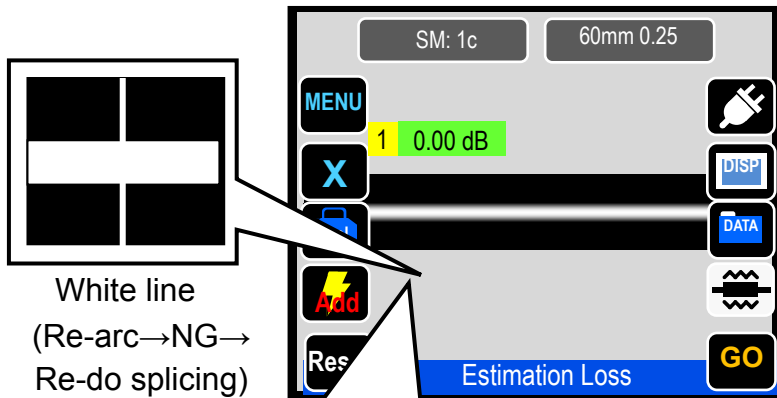 SM: 1c
60mm 0.25
MENU
1 0.00 dB
X
DISP
DATA
Add
White line
(Re-arc→NG→
Re-do splicing)
GO
Estimation Loss